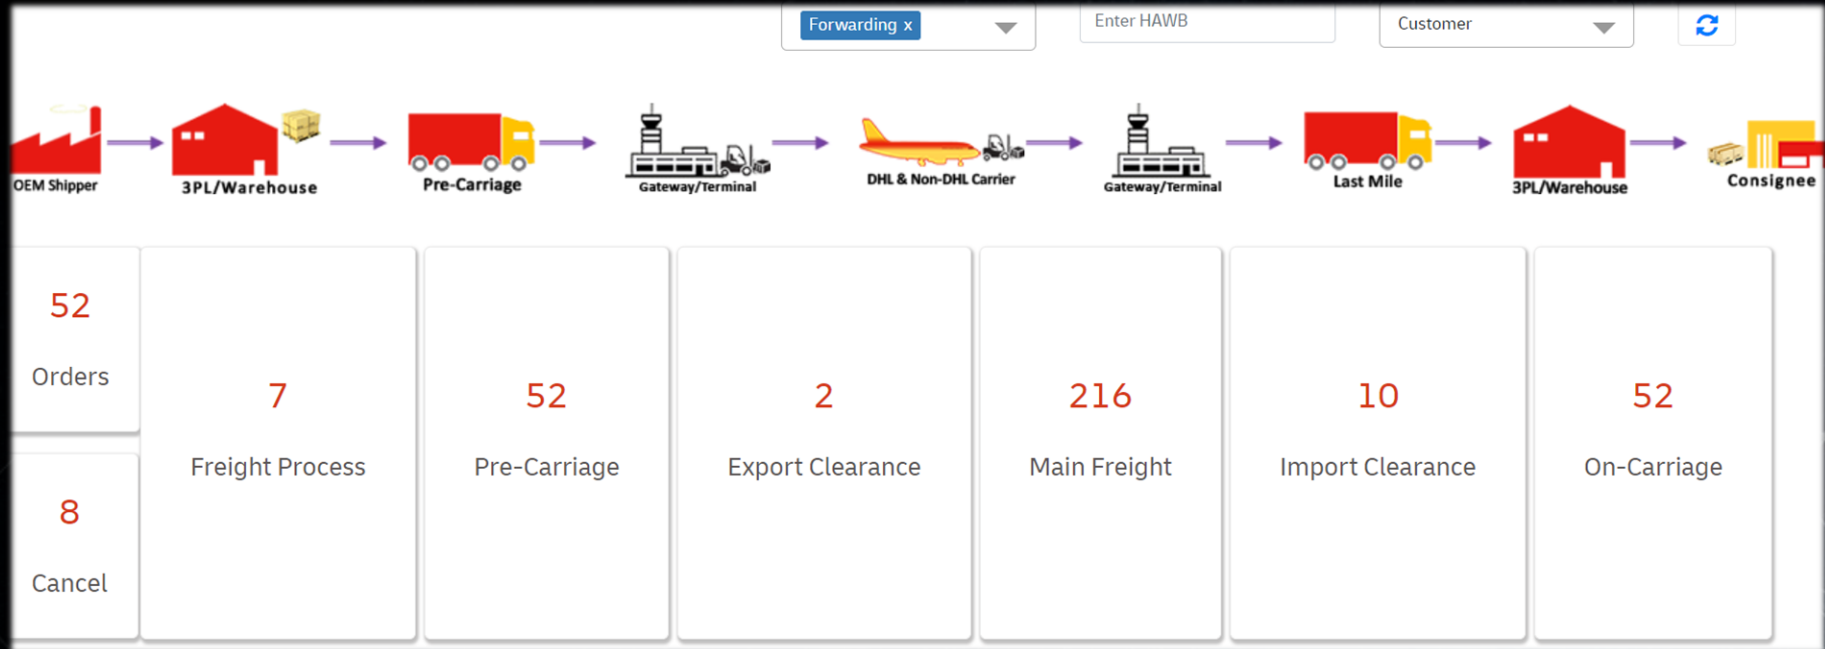 Forwarding x
Enter HAWB
Customer
OEM Shipper
3PL/Warehouse
Pre-Carriage
Gateway/Terminal
DHL & Non-DHL Carrier
Gateway/Terminal
Last Mile
3PL/Warehouse
Consignee
52
Orders
8
Cancel
7
Freight Process
52
Pre-Carriage
2
Export Clearance
216
Main Freight
10
Import Clearance
52
On-Carriage